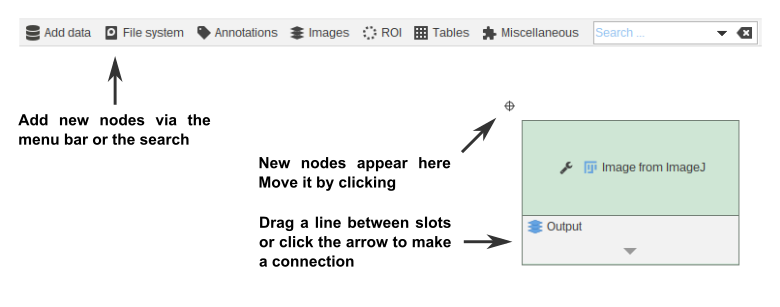 Add data File system Annotations Images ROI Tables Miscellaneous Search ...
Add new nodes via the
menu bar or the search
New nodes appear here
Move it by clicking
Image from ImageJ
Drag a line between slots
or click the arrow to make
a connection
Output